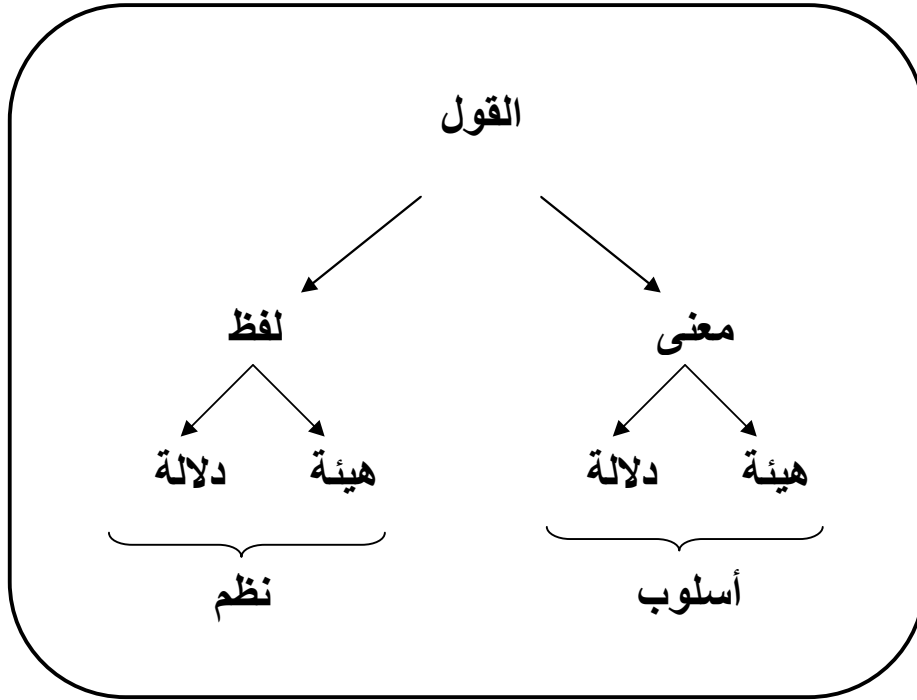 القول
معنى لفظ
هيئة دلالة هيئة دلالة
أسلوب نظم